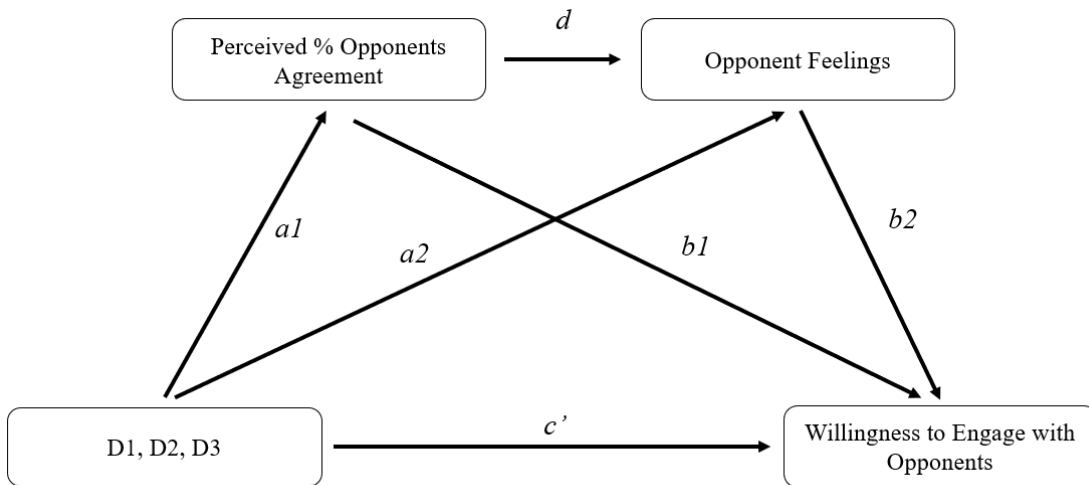 d
Perceived % Opponents
Agreement
Opponent Feelings
a1
a2
b1
b2
D1, D2, D3
c’
Willingness to Engage with
Opponents